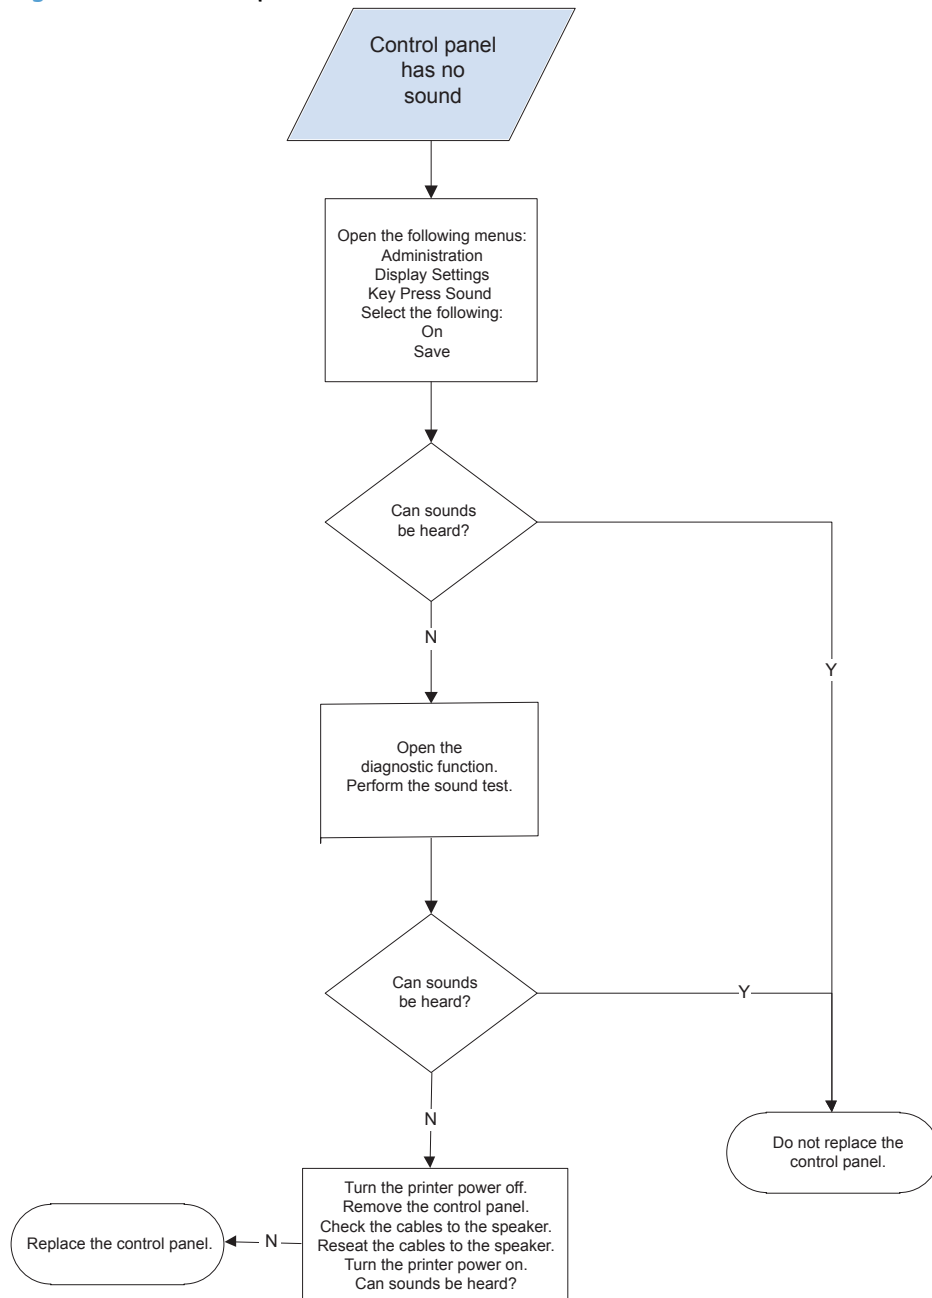 Control panel
has no
sound
Open the following menus:
Administration
Display Settings
Key Press Sound
Select the following:
On
Save
Can sounds
be heard?
N
Y
Open the
diagnostic function.
Perform the sound test.
Can sounds
be heard?
Y
N
Do not replace the
control panel.
Turn the printer power off.
Remove the control panel.
Check the cables to the speaker.
Reseat the cables to the speaker.
Turn the printer power on.
Can sounds be heard?
N
Replace the control panel.